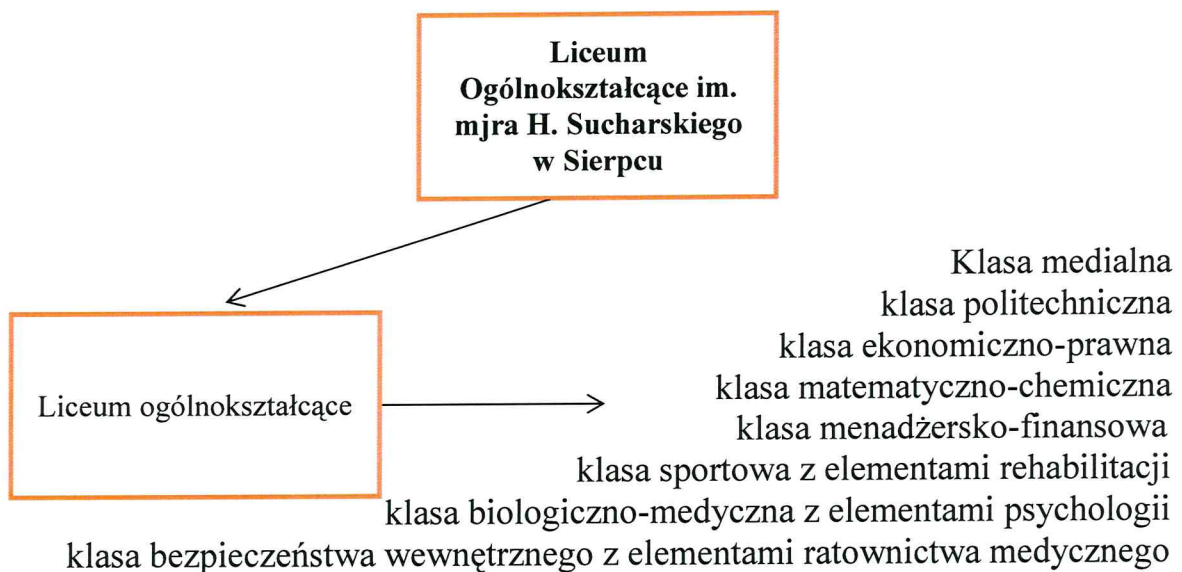 Liceum
Ogólnokształcące im.
mjra H. Sucharskiego
w Sierpcu
Liceum ogólnokształcące
Klasa medialna
klasa politechniczna
klasa ekonomiczno-prawna
klasa matematyczno-chemiczna
klasa menadżersko-finansowa
klasa sportowa z elementami rehabilitacji
klasa biologiczno-medyczna z elementami psychologii
klasa bezpieczeństwa wewnętrznego z elementami ratownictwa medycznego